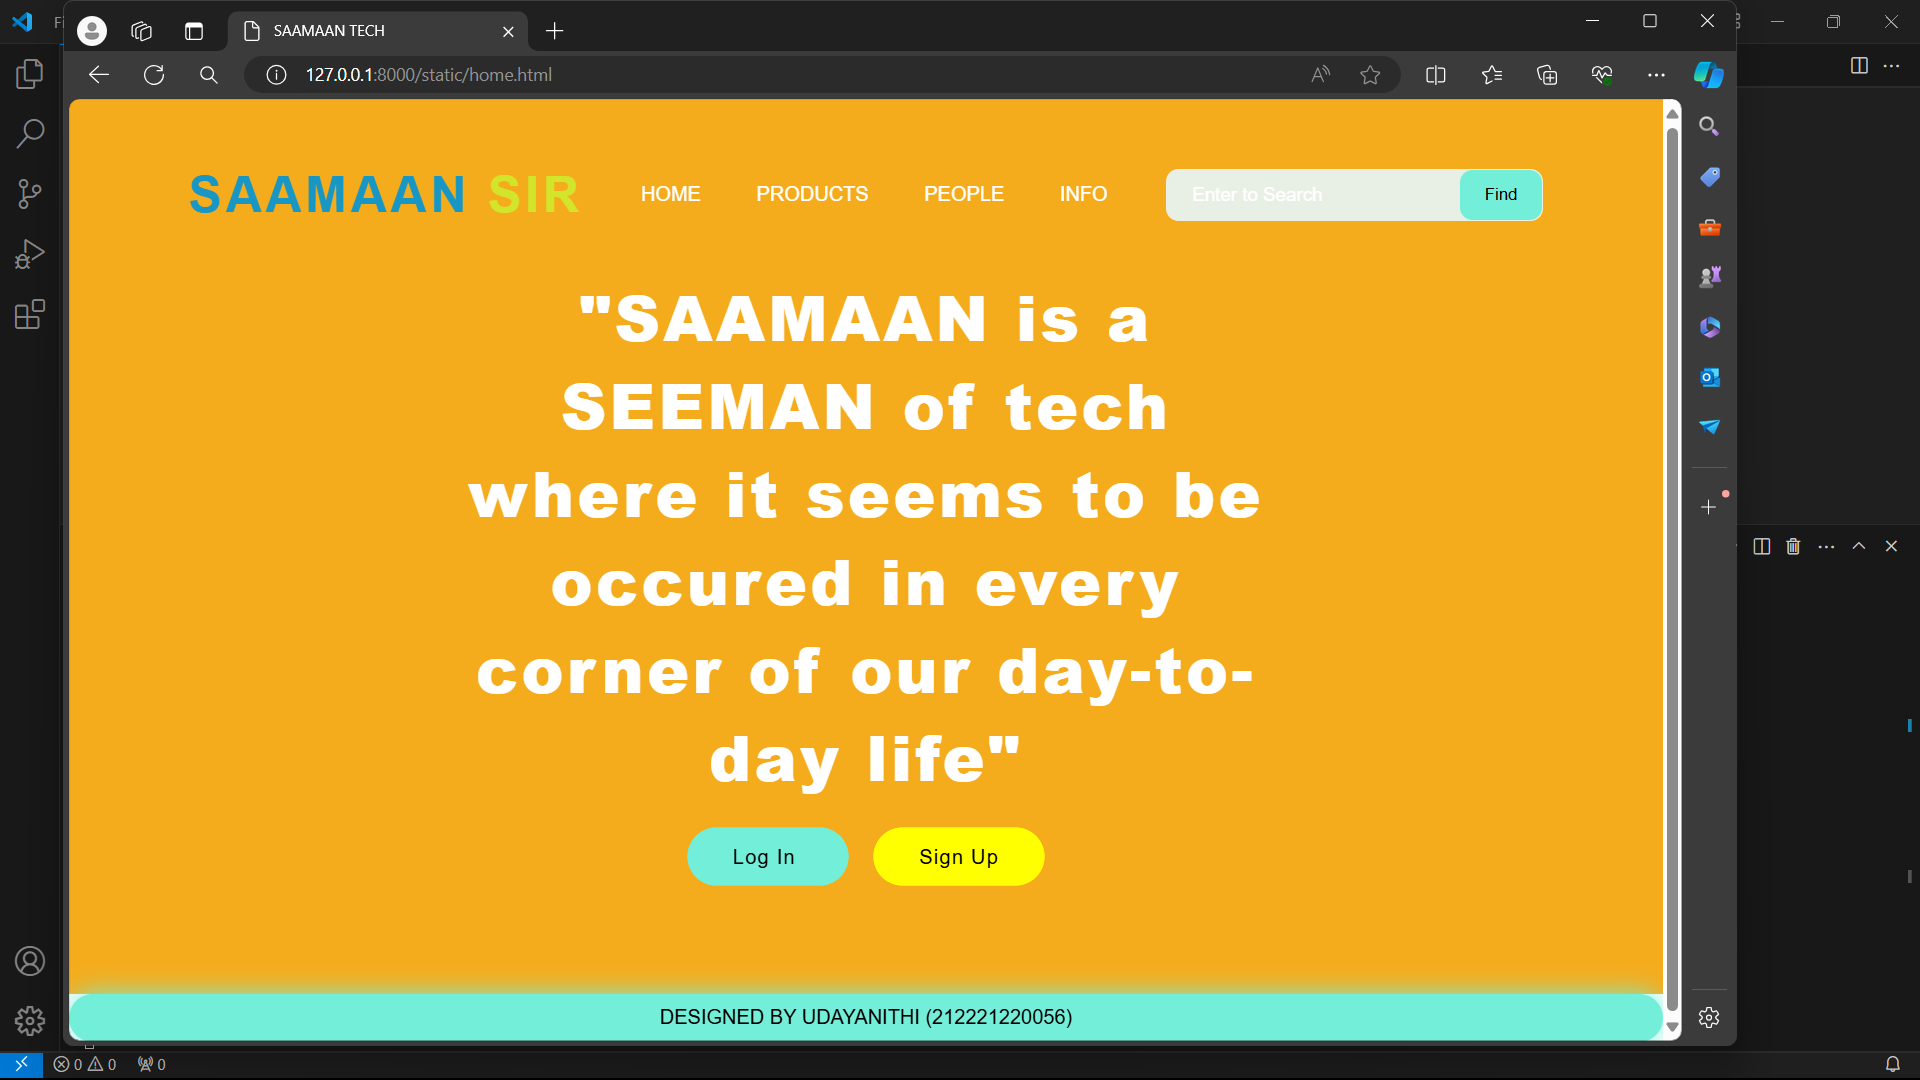 SAAMAAN TECH
127.0.0.1:8000/static/home.html
SAAMAAN SIR
HOME
PRODUCTS
PEOPLE
INFO
Enter to Search
Find
"SAAMAAN is a
SEEMAN of tech
where it seems to be
occured in every
corner of our day-to-
day life"
Log In
Sign Up
DESIGNED BY UDAYANITHI (212221220056)
0 0
0